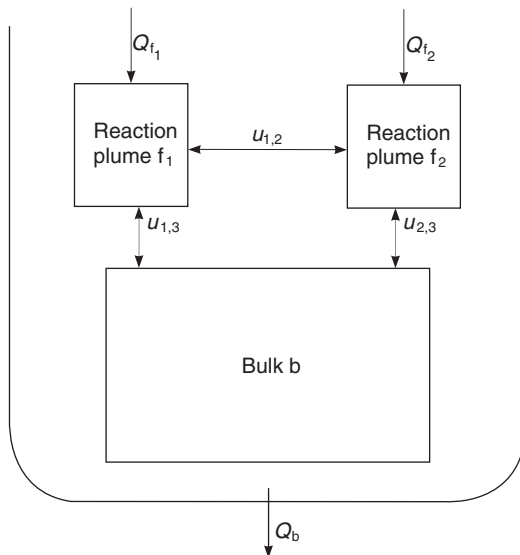 Qf₁
Qf₂
Reaction
plume f₁
u₁,₂
Reaction
plume f₂
u₁,₃
u₂,₃
Bulk b
Qb